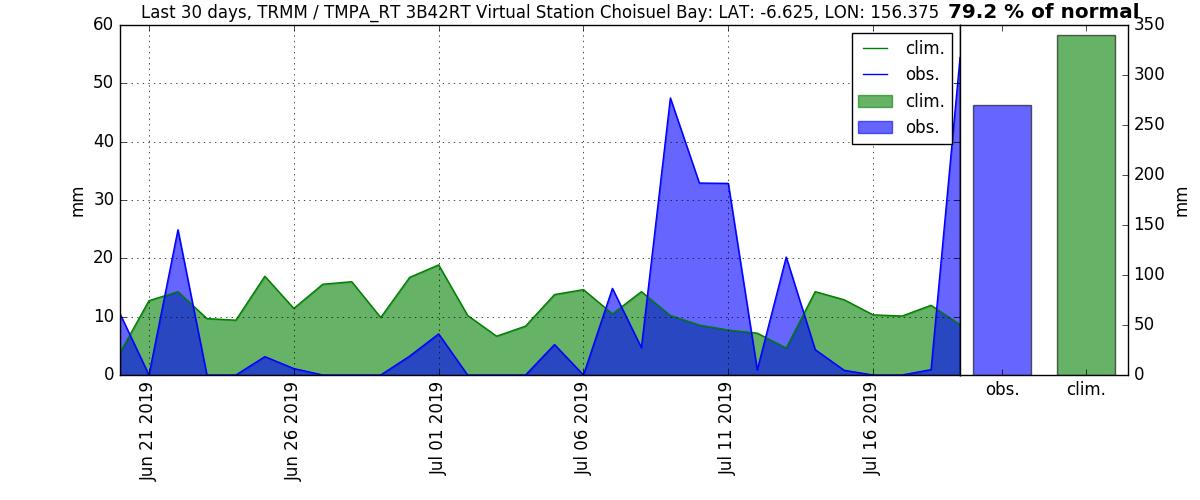 Last 30 days, TRMM / TMPA_RT 3B42RT Virtual Station Choisuel Bay: LAT: -6.625, LON: 156.375 79.2 % of normal
60
50
40
30
20
10
0
mm
clim.
obs.
clim.
obs.
Jun 21 2019
Jun 26 2019
Jul 01 2019
Jul 06 2019
Jul 11 2019
Jul 16 2019
obs.
clim.
350
300
250
200
150
100
50
0
mm